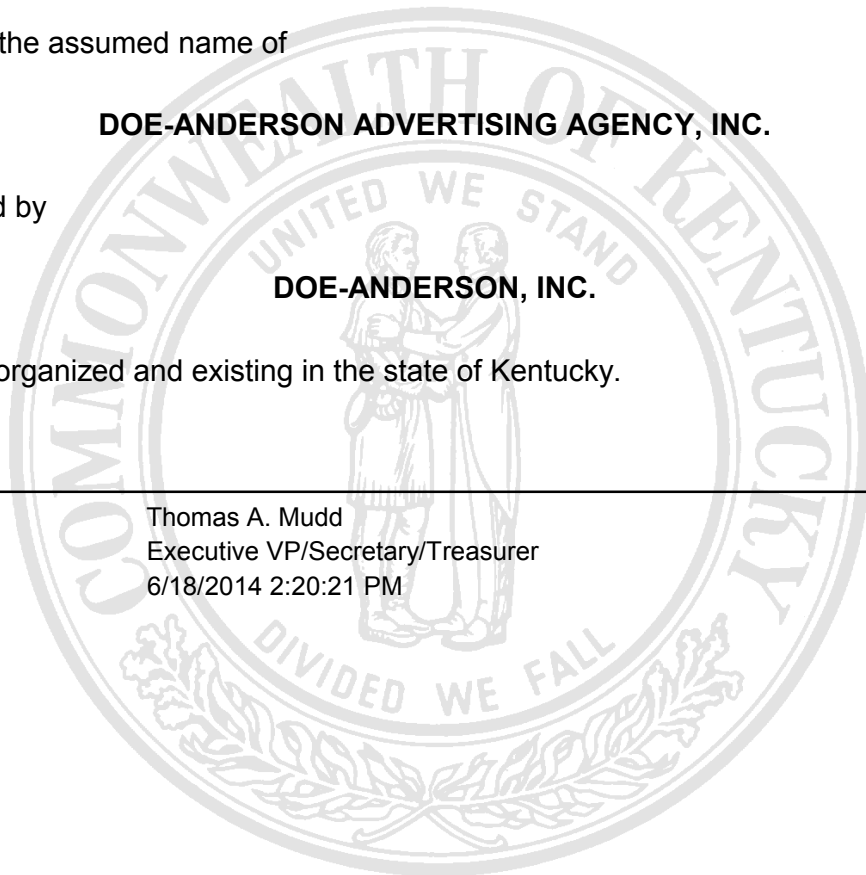 the assumed name of
DOE-ANDERSON ADVERTISING AGENCY, INC.
d by
DOE-ANDERSON, INC.
organized and existing in the state of Kentucky.
Thomas A. Mudd
Executive VP/Secretary/Treasurer
6/18/2014 2:20:21 PM
COMMONWEALTH OF KENTUCKY
UNITED WE STAND
DIVIDED WE FALL